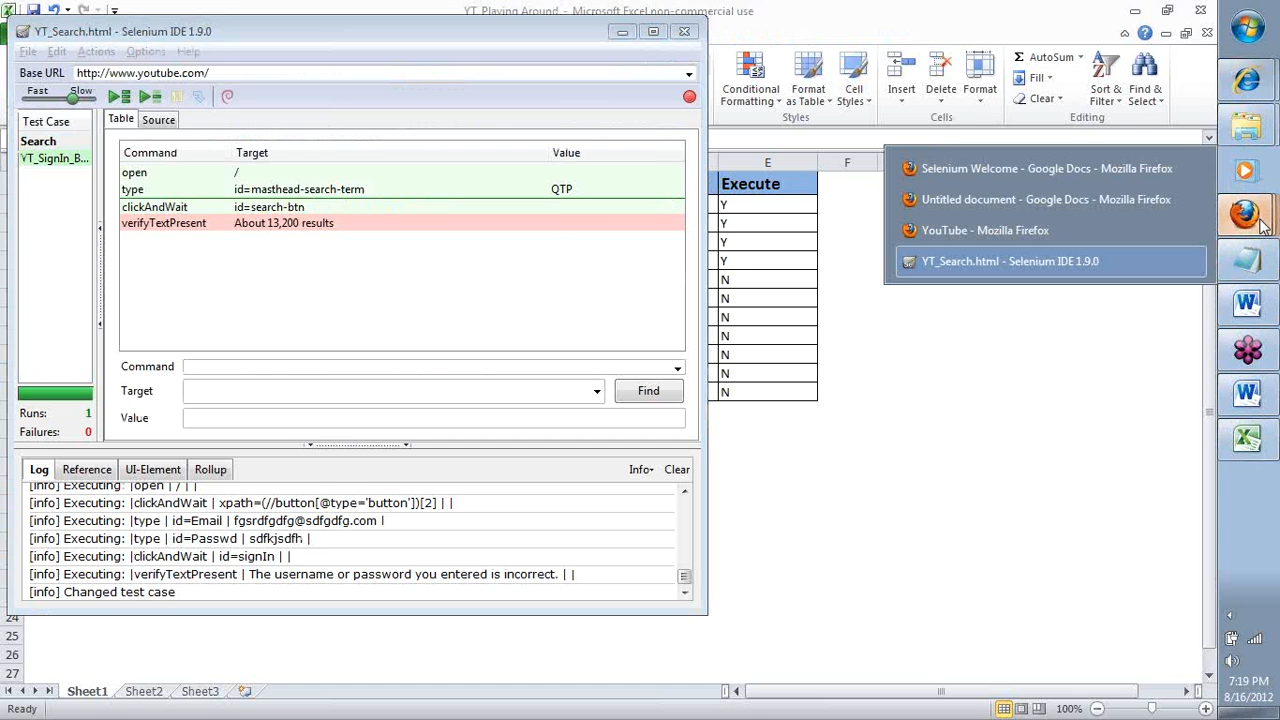 YT_Playing Around - Microsoft Excel non-commercial use
YT_Search.html - Selenium IDE 1.9.0
File Edit Actions Options Help
Base URL http://www.youtube.com/
Fast Slow
Test Case
Search
YT_SignIn_B...
Table Source
Command Target Value
open /
type id=masthead-search-term QTP
clickAndWait id=search-btn
verifyTextPresent About 13,200 results
Command
Target
Find
Value
Runs: 1
Failures: 0
Log Reference UI-Element Rollup Info Clear
[info] Executing: |open | / | |
[info] Executing: |clickAndWait | xpath=(//button[@type='button'])[2] | |
[info] Executing: |type | id=Email | fgsrdfgdfg@sdfgdfg.com |
[info] Executing: |type | id=Passwd | sdfkjsdfh |
[info] Executing: |clickAndWait | id=signIn | |
[info] Executing: |verifyTextPresent | The username or password you entered is incorrect. | |
[info] Changed test case
Conditional Formatting
Format as Table
Cell Styles
Styles
Insert Delete Format
Cells
AutoSum
Fill
Clear
Sort & Filter
Find & Select
Editing
E F
Execute
Y
Y
Y
Y
N
N
N
N
N
N
N
Selenium Welcome - Google Docs - Mozilla Firefox
Untitled document - Google Docs - Mozilla Firefox
YouTube - Mozilla Firefox
YT_Search.html - Selenium IDE 1.9.0
24
25
26
27
Sheet1 Sheet2 Sheet3
Ready
100%
7:19 PM
8/16/2012